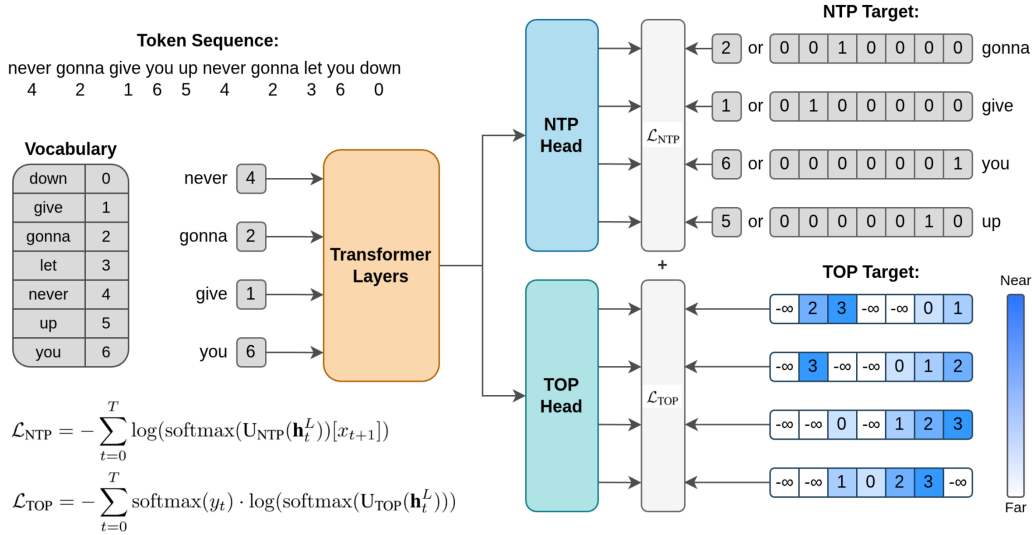 Token Sequence:
never gonna give you up never gonna let you down
4 2 1 6 5 4 2 3 6 0
Vocabulary
down 0
give 1
gonna 2
let 3
never 4
up 5
you 6
never 4
gonna 2
give 1
you 6
Transformer Layers
NTP Head
ℒNTP
NTP Target:
2 or 0 0 1 0 0 0 0 gonna
1 or 0 1 0 0 0 0 0 give
6 or 0 0 0 0 0 0 1 you
5 or 0 0 0 0 0 1 0 up
+
TOP Head
ℒTOP
TOP Target:
-∞ 2 3 -∞ -∞ 0 1
-∞ 3 -∞ -∞ 0 1 2
-∞ -∞ 0 -∞ 1 2 3
-∞ -∞ 1 0 2 3 -∞
Near
Far
ℒNTP = − ∑_{t=0}^{T} log(softmax(U_NTP(h_t^L))[x_{t+1}])
ℒTOP = − ∑_{t=0}^{T} softmax(y_t) · log(softmax(U_TOP(h_t^L)))